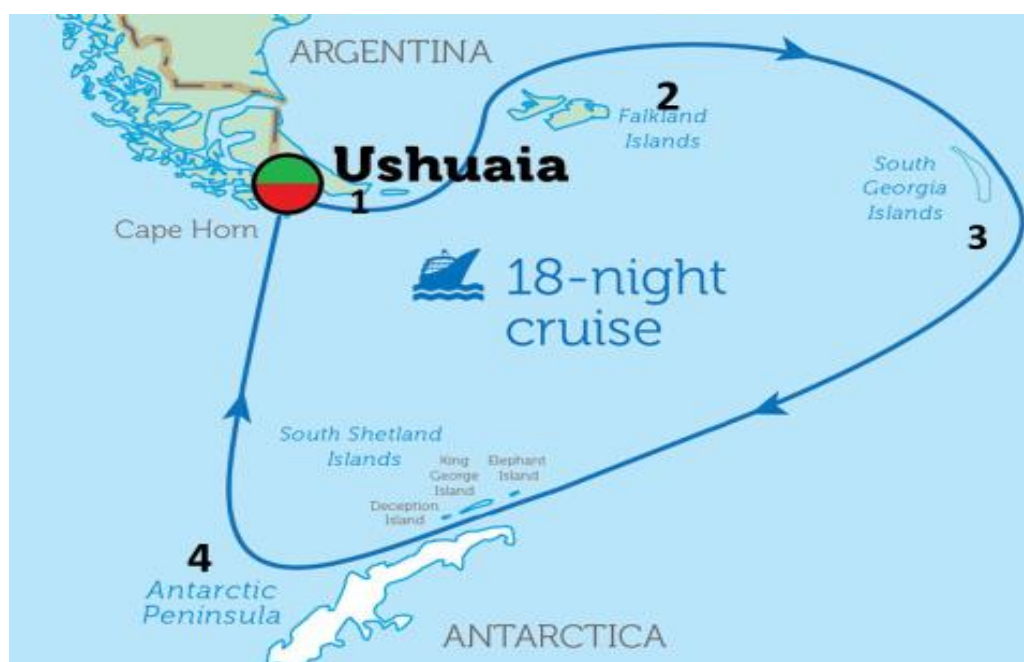 ARGENTINA
2
Falkland
Islands
Ushuaia
1
South
Georgia
Islands
Cape Horn
3
18-night
cruise
South Shetland
Islands
King
George
Island
Elephant
Island
Deception
Island
4
Antarctic
Peninsula
ANTARCTICA